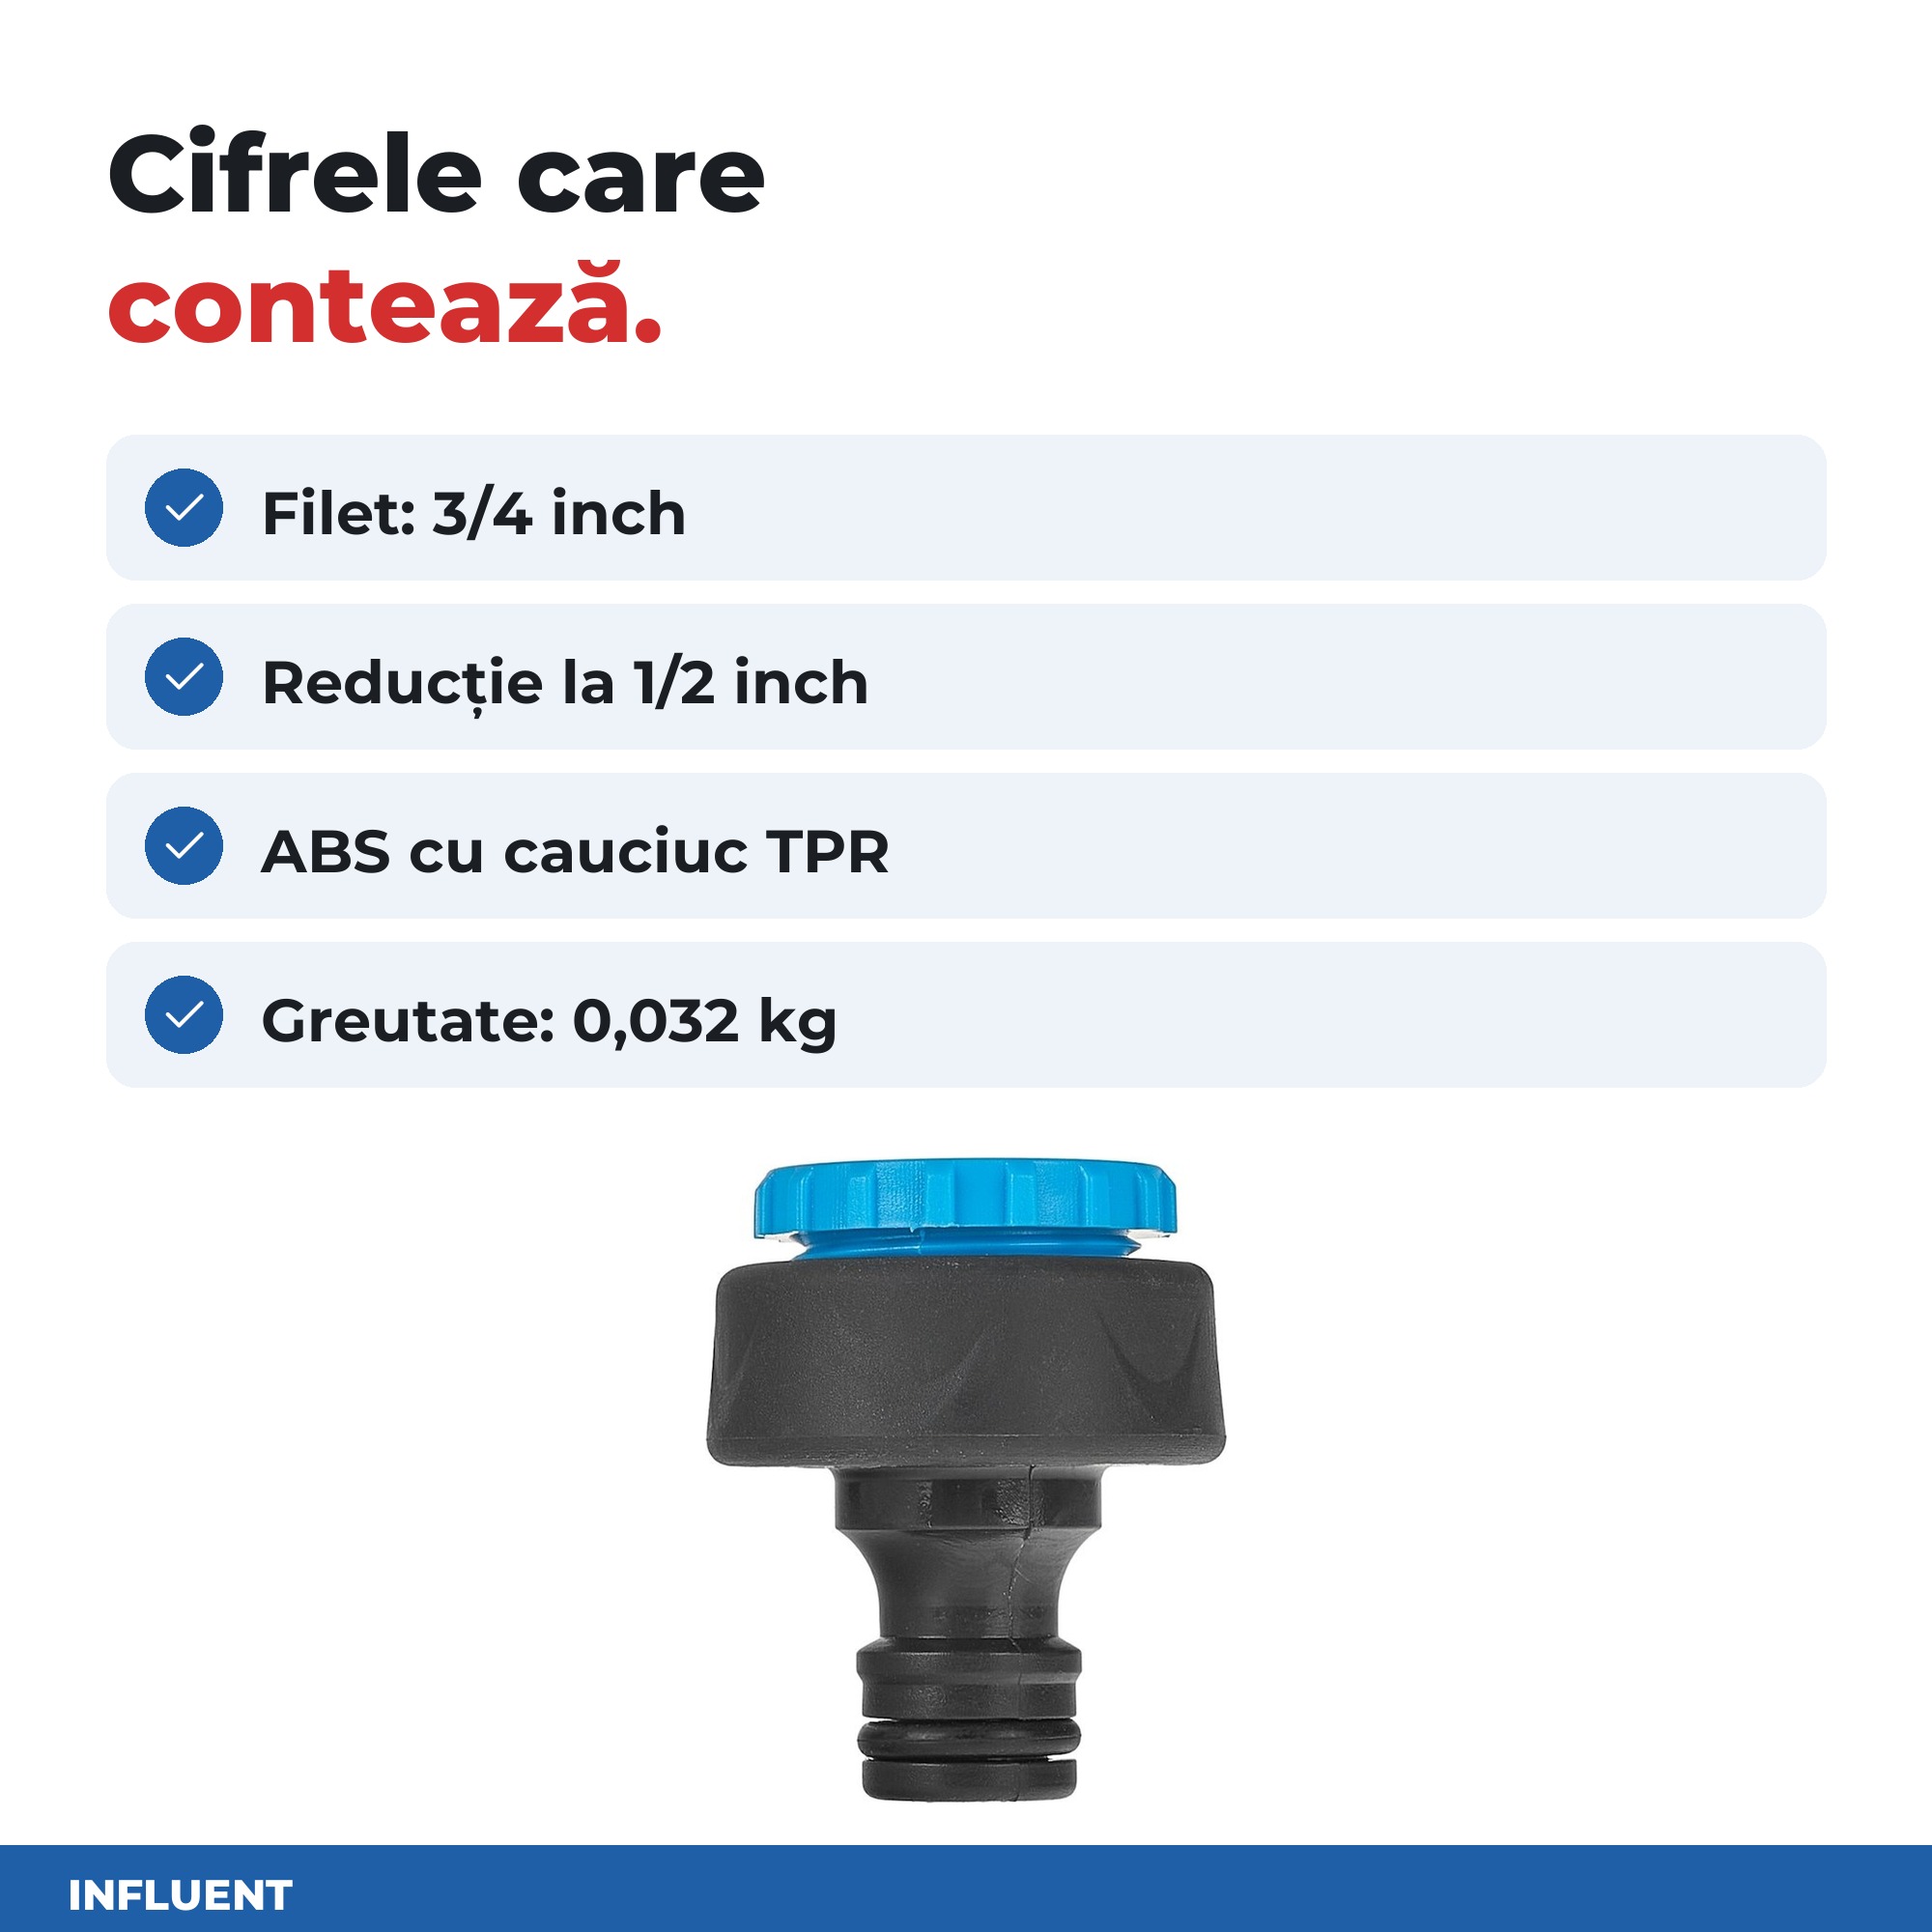 Cifrele care
contează.
Filet: 3/4 inch
Reducție la 1/2 inch
ABS cu cauciuc TPR
Greutate: 0,032 kg
INFLUENT